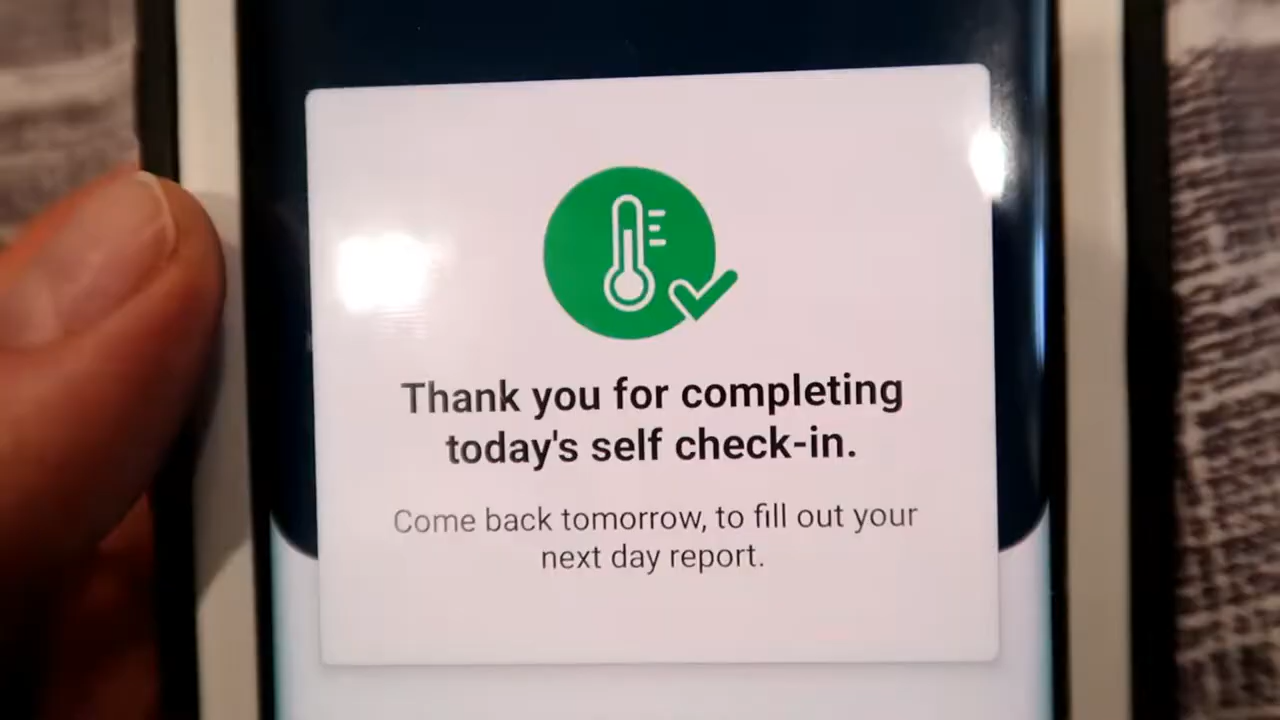 Thank you for completing
today's self check-in.
Come back tomorrow, to fill out your
next day report.